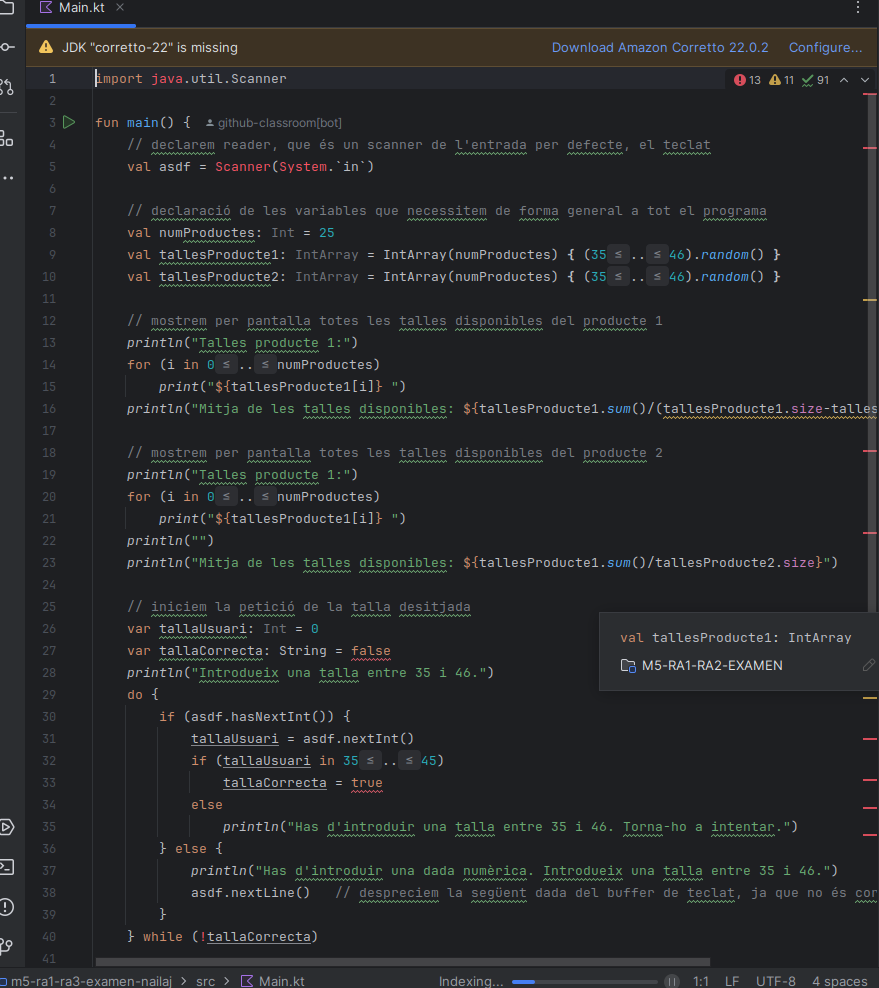 Main.kt
JDK "corretto-22" is missing Download Amazon Corretto 22.0.2 Configure...
1 import java.util.Scanner 13 11 91
2
3 fun main() { github-classroom[bot]
4 // declarem reader, que és un scanner de l'entrada per defecte, el teclat
5 val asdf = Scanner(System.`in`)
6
7 // declaració de les variables que necessitem de forma general a tot el programa
8 val numProductes: Int = 25
9 val tallesProducte1: IntArray = IntArray(numProductes) { (35 ≤ .. ≤ 46).random() }
10 val tallesProducte2: IntArray = IntArray(numProductes) { (35 ≤ .. ≤ 46).random() }
11
12 // mostrem per pantalla totes les talles disponibles del producte 1
13 println("Talles producte 1:")
14 for (i in 0 ≤ .. ≤ numProductes)
15 print("${tallesProducte1[i]} ")
16 println("Mitja de les talles disponibles: ${tallesProducte1.sum()/(tallesProducte1.size-talles
17
18 // mostrem per pantalla totes les talles disponibles del producte 2
19 println("Talles producte 1:")
20 for (i in 0 ≤ .. ≤ numProductes)
21 print("${tallesProducte1[i]} ")
22 println("")
23 println("Mitja de les talles disponibles: ${tallesProducte1.sum()/tallesProducte2.size}")
24
25 // iniciem la petició de la talla desitjada
26 var tallaUsuari: Int = 0
27 var tallaCorrecta: String = false
val tallesProducte1: IntArray
28 println("Introdueix una talla entre 35 i 46.")
M5-RA1-RA2-EXAMEN
29 do {
30 if (asdf.hasNextInt()) {
31 tallaUsuari = asdf.nextInt()
32 if (tallaUsuari in 35 ≤ .. ≤ 45)
33 tallaCorrecta = true
34 else
35 println("Has d'introduir una talla entre 35 i 46. Torna-ho a intentar.")
36 } else {
37 println("Has d'introduir una dada numèrica. Introdueix una talla entre 35 i 46.")
38 asdf.nextLine() // despreciem la següent dada del buffer de teclat, ja que no és cor
39 }
40 } while (!tallaCorrecta)
41
m5-ra1-ra3-examen-nailaj > src > Main.kt Indexing... 1:1 LF UTF-8 4 spaces